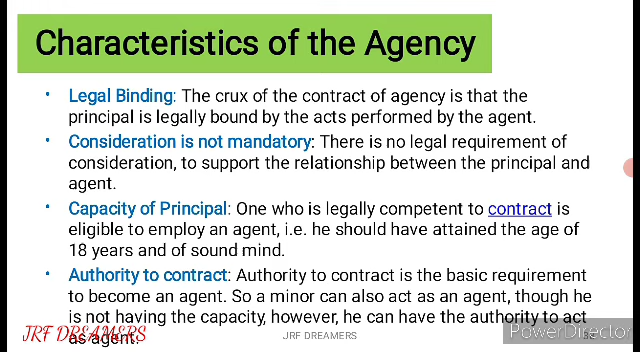 Characteristics of the Agency
• Legal Binding: The crux of the contract of agency is that the
principal is legally bound by the acts performed by the agent.
• Consideration is not mandatory: There is no legal requirement of
consideration, to support the relationship between the principal and
agent.
• Capacity of Principal: One who is legally competent to contract is
eligible to employ an agent, i.e. he should have attained the age of
18 years and of sound mind.
• Authority to contract: Authority to contract is the basic requirement
to become an agent. So a minor can also act as an agent, though he
is not having the capacity, however, he can have the authority to act
as agent.
JRF DREAMERS
JRF DREAMERS
PowerDirector